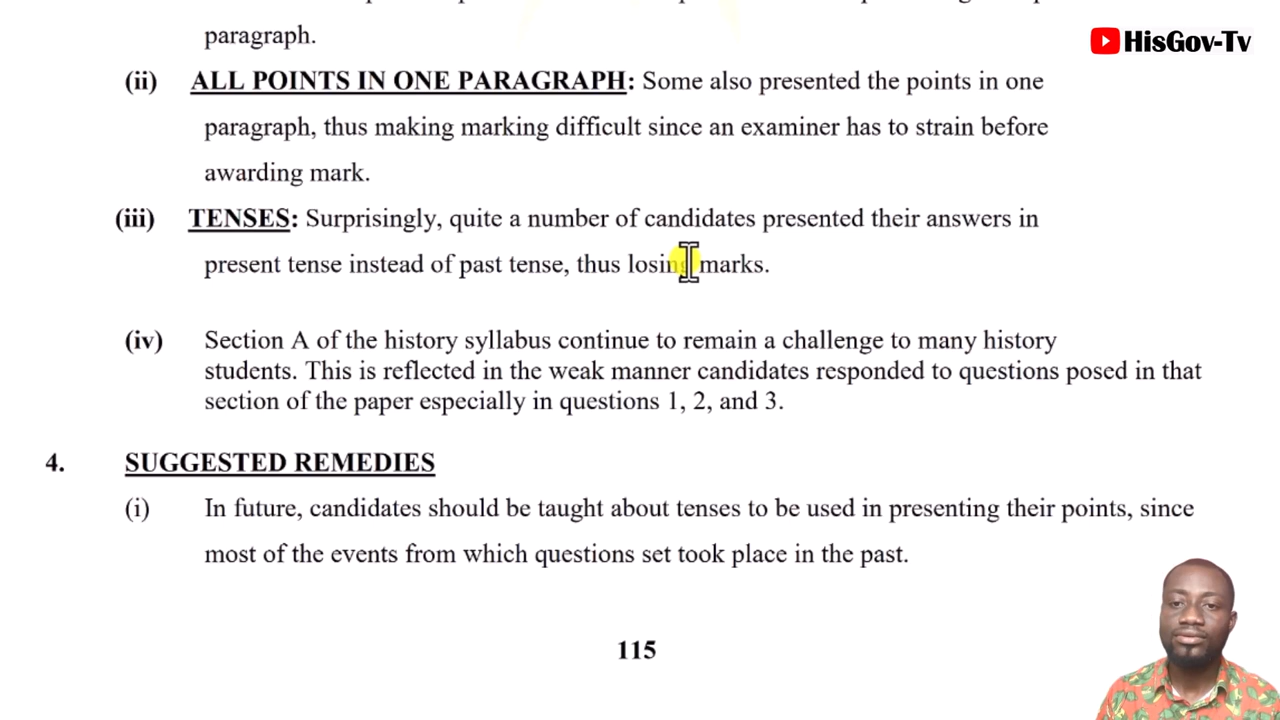 paragraph.
HisGov-Tv
(ii) ALL POINTS IN ONE PARAGRAPH: Some also presented the points in one
paragraph, thus making marking difficult since an examiner has to strain before
awarding mark.
(iii) TENSES: Surprisingly, quite a number of candidates presented their answers in
present tense instead of past tense, thus losing marks.
(iv) Section A of the history syllabus continue to remain a challenge to many history
students. This is reflected in the weak manner candidates responded to questions posed in that
section of the paper especially in questions 1, 2, and 3.
4. SUGGESTED REMEDIES
(i) In future, candidates should be taught about tenses to be used in presenting their points, since
most of the events from which questions set took place in the past.
115